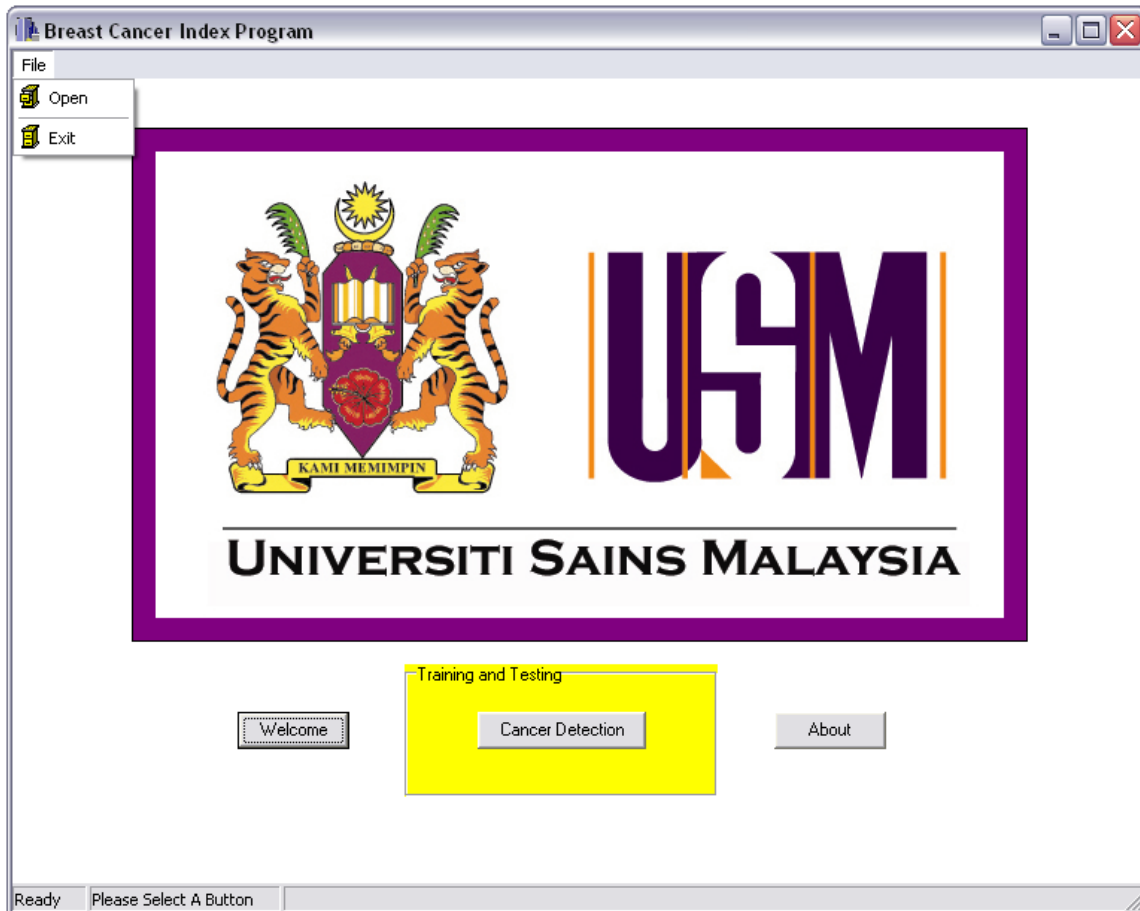 Breast Cancer Index Program
File
Open
Exit
KAMI MEMIMPIN
USM
UNIVERSITI SAINS MALAYSIA
Training and Testing
Welcome
Cancer Detection
About
Ready
Please Select A Button